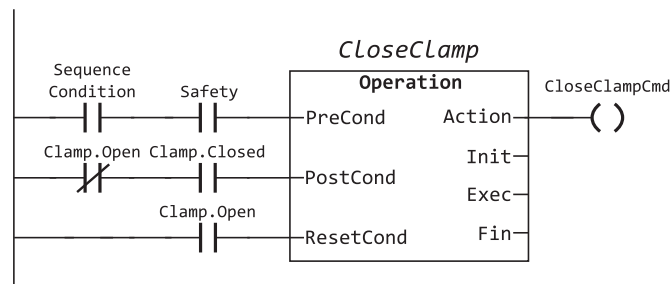 CloseClamp
Operation
Sequence
Condition
Safety
PreCond
Action
CloseClampCmd
Clamp.Open
Clamp.Closed
Init
PostCond
Exec
Clamp.Open
ResetCond
Fin